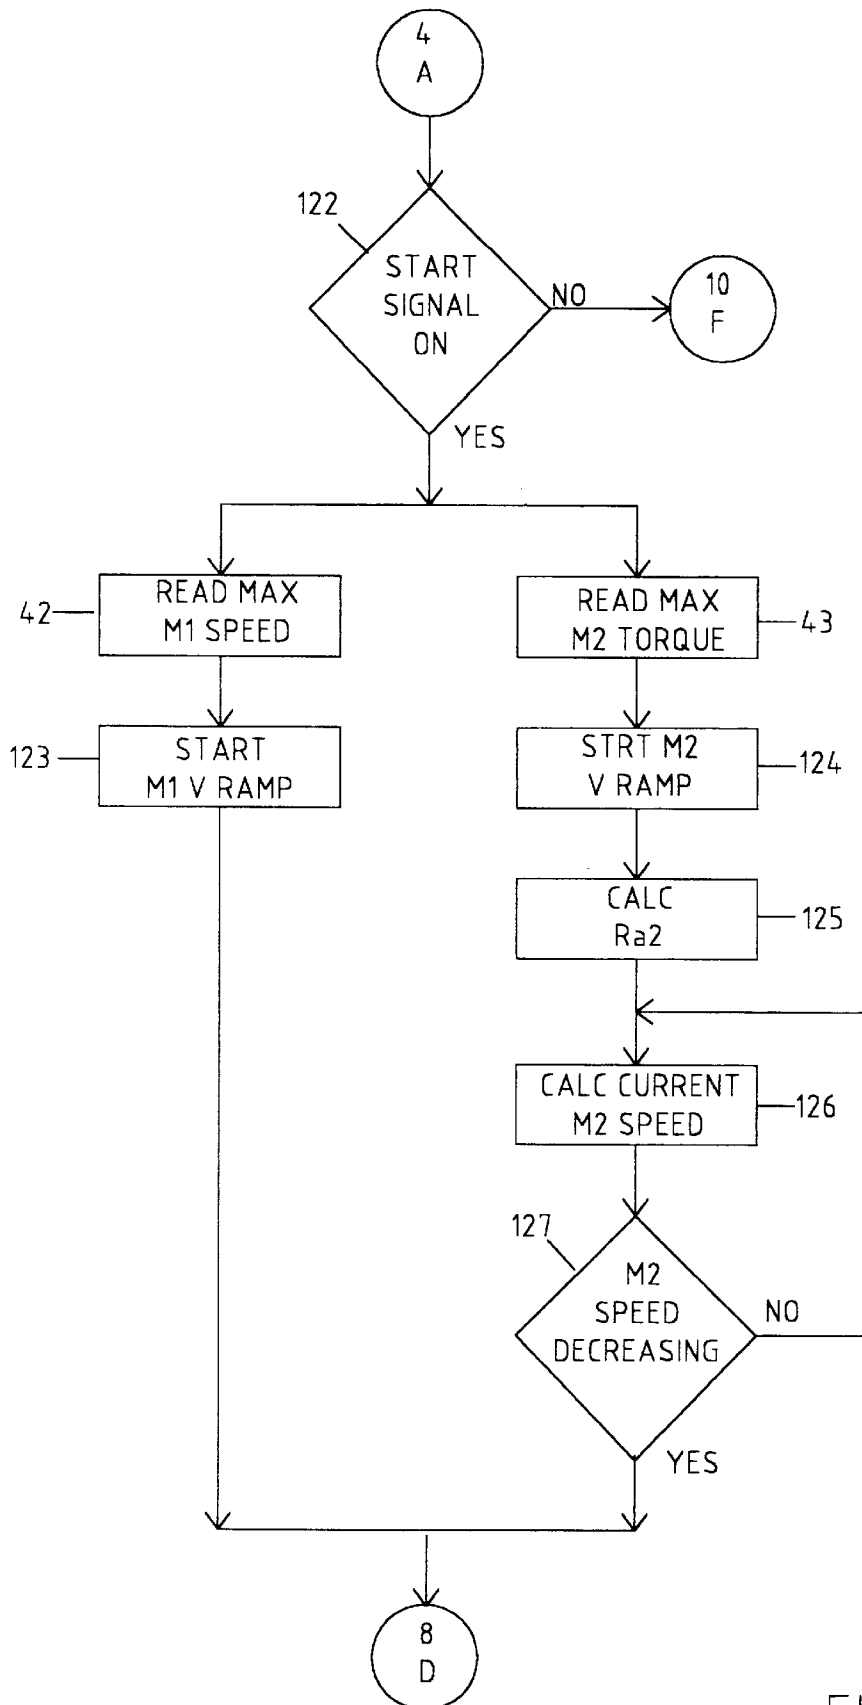 4
A
122
START
SIGNAL
ON
NO
10
F
YES
42
READ MAX
M1 SPEED
READ MAX
M2 TORQUE
43
123
START
M1 V RAMP
STRT M2
V RAMP
124
CALC
Ra2
125
CALC CURRENT
M2 SPEED
126
127
M2
SPEED
DECREASING
NO
YES
8
D